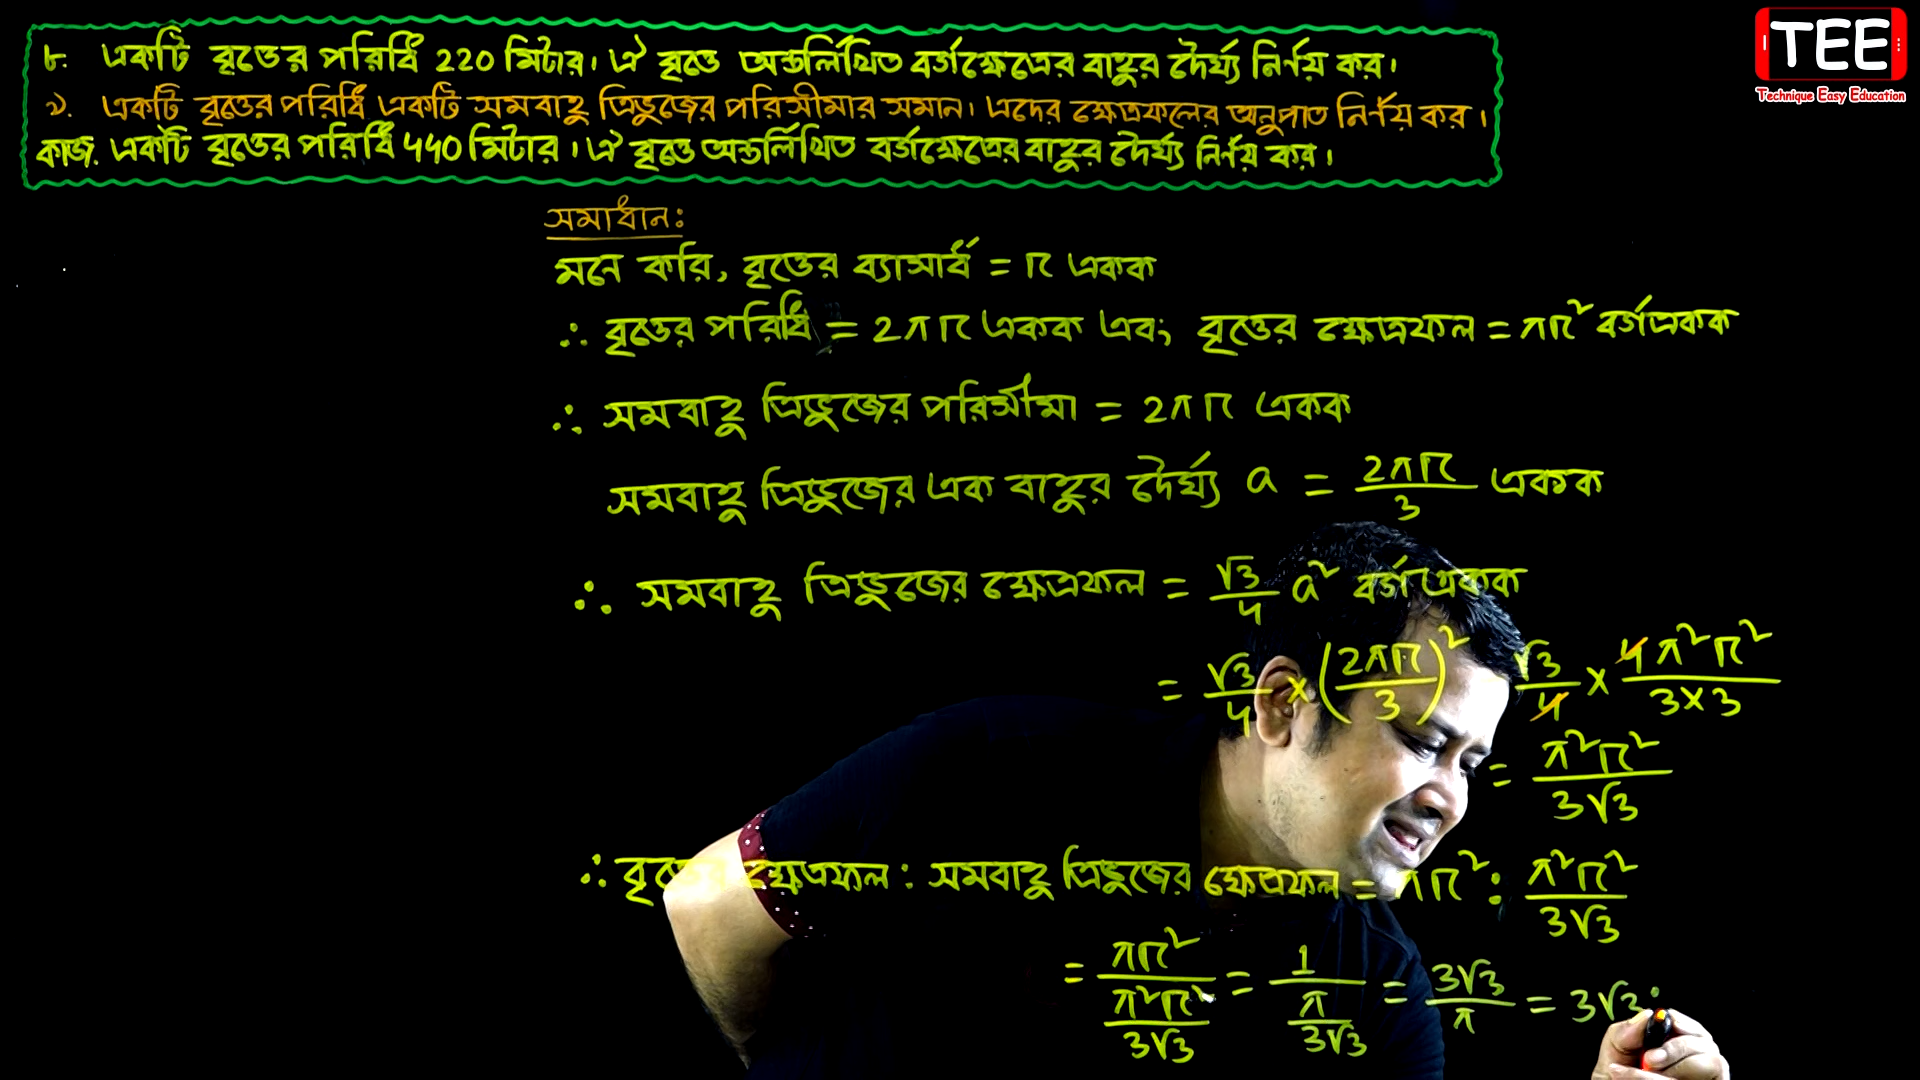 TEE
Technique Easy Education
৮. একটি বৃত্তের পরিধি 220 মিটার। ঐ বৃত্তে অন্তর্লিখিত বর্গক্ষেত্রের বাহুর দৈর্ঘ্য নির্ণয় কর।
৯. একটি বৃত্তের পরিধি একটি সমবাহু ত্রিভুজের পরিসীমার সমান। এদের ক্ষেত্রফলের অনুপাত নির্ণয় কর।
কাজ. একটি বৃত্তের পরিধি 440 মিটার। ঐ বৃত্তে অন্তর্লিখিত বর্গক্ষেত্রের বাহুর দৈর্ঘ্য নির্ণয় কর।
সমাধান:
মনে করি, বৃত্তের ব্যাসার্ধ = r একক
∴ বৃত্তের পরিধি = 2πr একক এবং বৃত্তের ক্ষেত্রফল = πr² বর্গএকক
∴ সমবাহু ত্রিভুজের পরিসীমা = 2πr একক
সমবাহু ত্রিভুজের এক বাহুর দৈর্ঘ্য a = 2πr/3 একক
∴ সমবাহু ত্রিভুজের ক্ষেত্রফল = √3/4 a² বর্গ একক
= √3/4 × (2πr/3)² = √3/4 × 4π²r²/3×3
= π²r²/3√3
∴ বৃত্তের ক্ষেত্রফল : সমবাহু ত্রিভুজের ক্ষেত্রফল = πr² : π²r²/3√3
= πr²/(π²r²/3√3) = 1/(π/3√3) = 3√3/π = 3√3 :